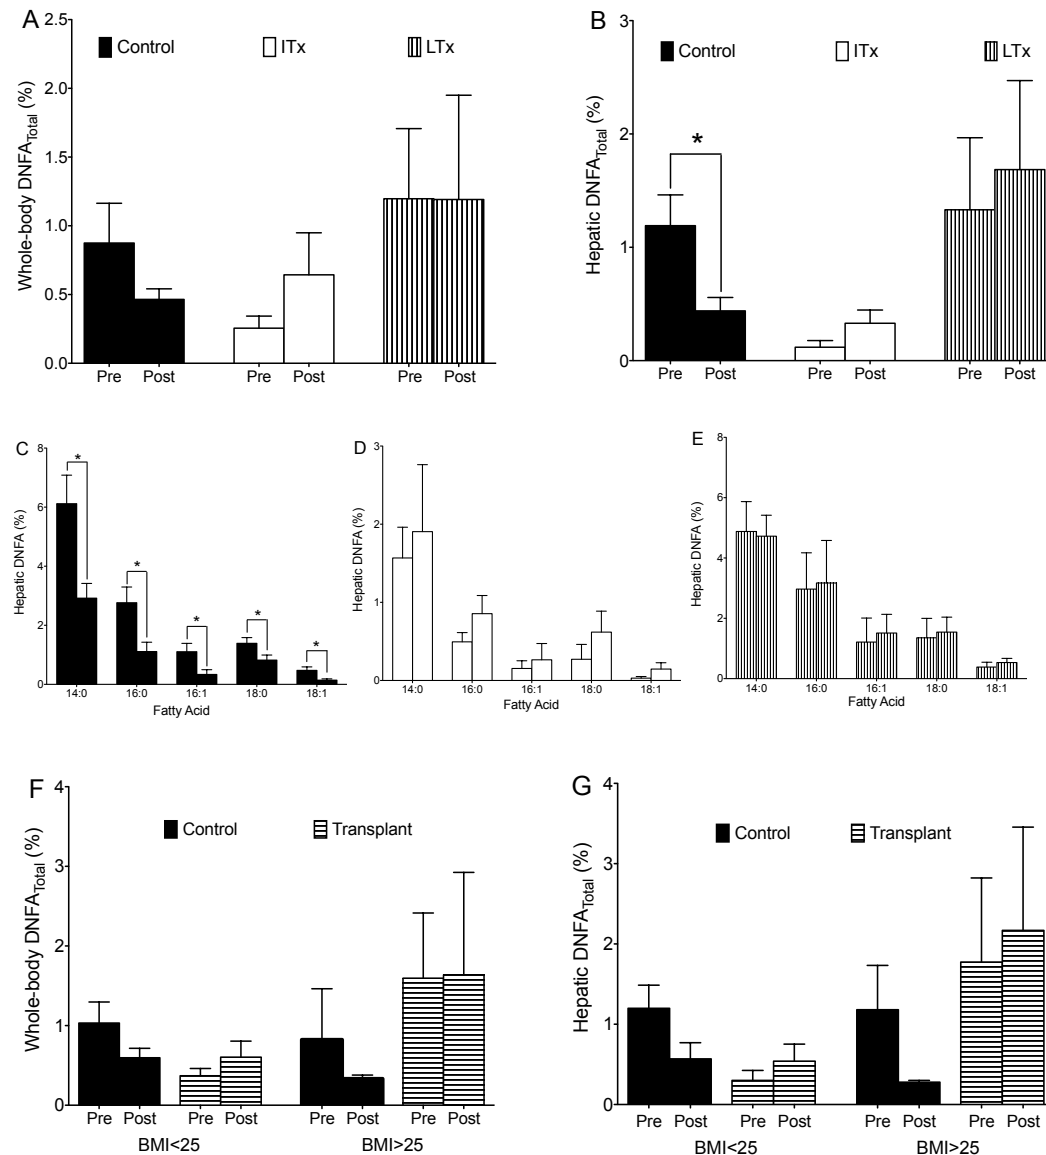 A
Whole-body DNFATotal (%)
2.5
2.0
1.5
1.0
0.5
0.0
Control
ITx
LTx
Pre Post Pre Post Pre Post
B
Hepatic DNFATotal (%)
3
2
1
0
Control
ITx
LTx
*
Pre Post Pre Post Pre Post
C
Hepatic DNFA (%)
8
6
4
2
0
* * * * *
14:0 16:0 16:1 18:0 18:1
Fatty Acid
D
Hepatic DNFA (%)
3
2
1
0
14:0 16:0 16:1 18:0 18:1
Fatty Acid
E
Hepatic DNFA (%)
8
6
4
2
0
14:0 16:0 16:1 18:0 18:1
Fatty Acid
F
Whole-body DNFATotal (%)
4
3
2
1
0
Control
Transplant
Pre Post Pre Post Pre Post Pre Post
BMI<25 BMI>25
G
Hepatic DNFATotal (%)
4
3
2
1
0
Control
Transplant
Pre Post Pre Post Pre Post Pre Post
BMI<25 BMI>25